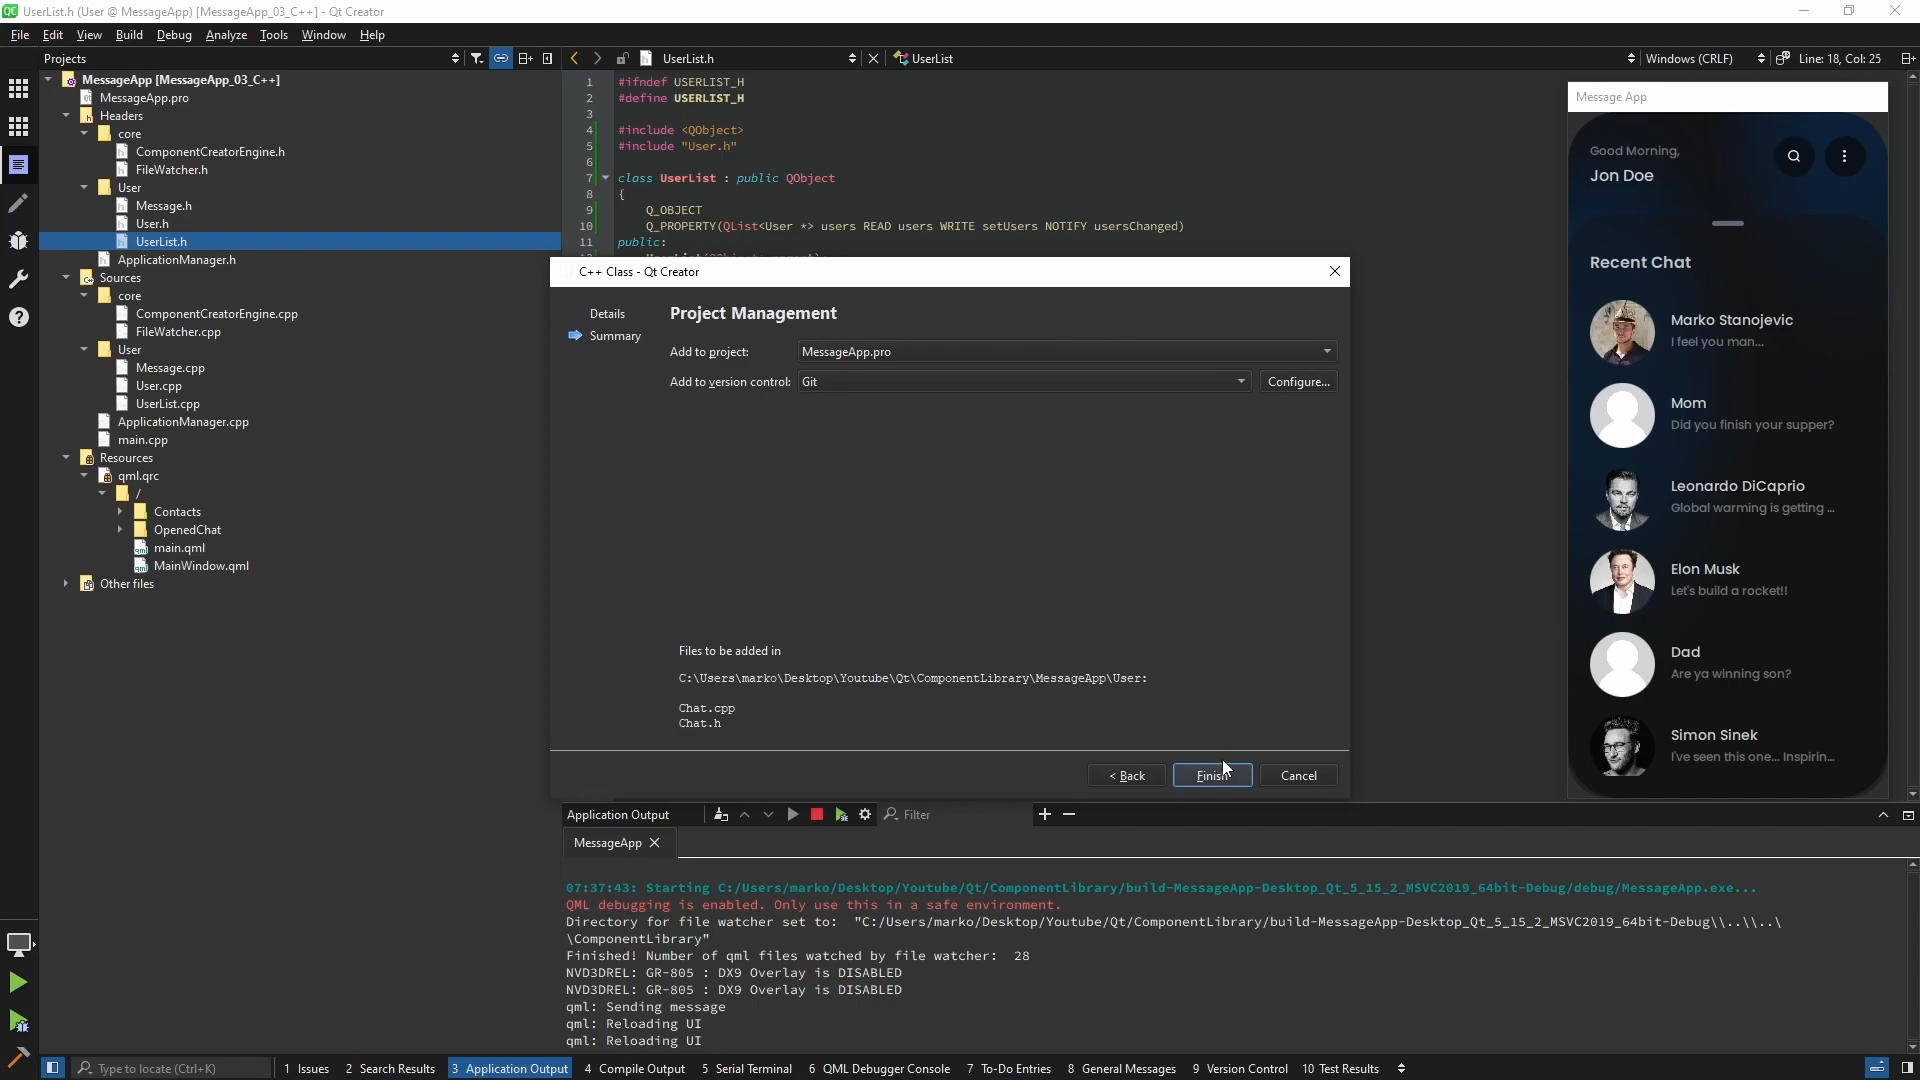 UserList.h (User @ MessageApp) [MessageApp_03_C++] - Qt Creator
File Edit View Build Debug Analyze Tools Window Help
Projects
UserList.h
UserList
Windows (CRLF)
Line: 18, Col: 25
MessageApp [MessageApp_03_C++]
MessageApp.pro
Headers
core
ComponentCreatorEngine.h
FileWatcher.h
User
Message.h
User.h
UserList.h
ApplicationManager.h
Sources
core
ComponentCreatorEngine.cpp
FileWatcher.cpp
User
Message.cpp
User.cpp
UserList.cpp
ApplicationManager.cpp
main.cpp
Resources
qml.qrc
/
Contacts
OpenedChat
main.qml
MainWindow.qml
Other files
1 #ifndef USERLIST_H
2 #define USERLIST_H
3
4 #include <QObject>
5 #include "User.h"
6
7 class UserList : public QObject
8 {
9 Q_OBJECT
10 Q_PROPERTY(QList<User *> users READ users WRITE setUsers NOTIFY usersChanged)
11 public:
C++ Class - Qt Creator
Details
Summary
Project Management
Add to project: MessageApp.pro
Add to version control: Git Configure...
Files to be added in
C:\Users\marko\Desktop\Youtube\Qt\ComponentLibrary\MessageApp\User:
Chat.cpp
Chat.h
< Back Finish Cancel
Message App
Good Morning,
Jon Doe
Recent Chat
Marko Stanojevic
I feel you man...
Mom
Did you finish your supper?
Leonardo DiCaprio
Global warming is getting ...
Elon Musk
Let's build a rocket!!
Dad
Are ya winning son?
Simon Sinek
I've seen this one... Inspirin...
Application Output
Filter
MessageApp
07:37:43: Starting C:/Users/marko/Desktop/Youtube/Qt/ComponentLibrary/build-MessageApp-Desktop_Qt_5_15_2_MSVC2019_64bit-Debug/debug/MessageApp.exe...
QML debugging is enabled. Only use this in a safe environment.
Directory for file watcher set to:  "C:/Users/marko/Desktop/Youtube/Qt/ComponentLibrary/build-MessageApp-Desktop_Qt_5_15_2_MSVC2019_64bit-Debug\\..\\..\
\ComponentLibrary"
Finished! Number of qml files watched by file watcher:  28
NVD3DREL: GR-805 : DX9 Overlay is DISABLED
NVD3DREL: GR-805 : DX9 Overlay is DISABLED
qml: Sending message
qml: Reloading UI
qml: Reloading UI
Type to locate (Ctrl+K)
1 Issues 2 Search Results 3 Application Output 4 Compile Output 5 Serial Terminal 6 QML Debugger Console 7 To-Do Entries 8 General Messages 9 Version Control 10 Test Results